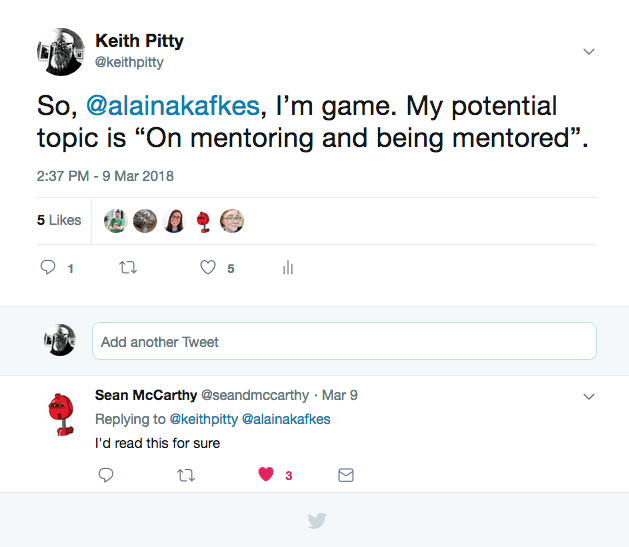 Keith Pitty
@keithpitty
So, @alainakafkes, I’m game. My potential
topic is “On mentoring and being mentored”.
2:37 PM - 9 Mar 2018
5 Likes
1 5
Add another Tweet
Sean McCarthy @seandmccarthy · Mar 9
Replying to @keithpitty @alainakafkes
I'd read this for sure
3